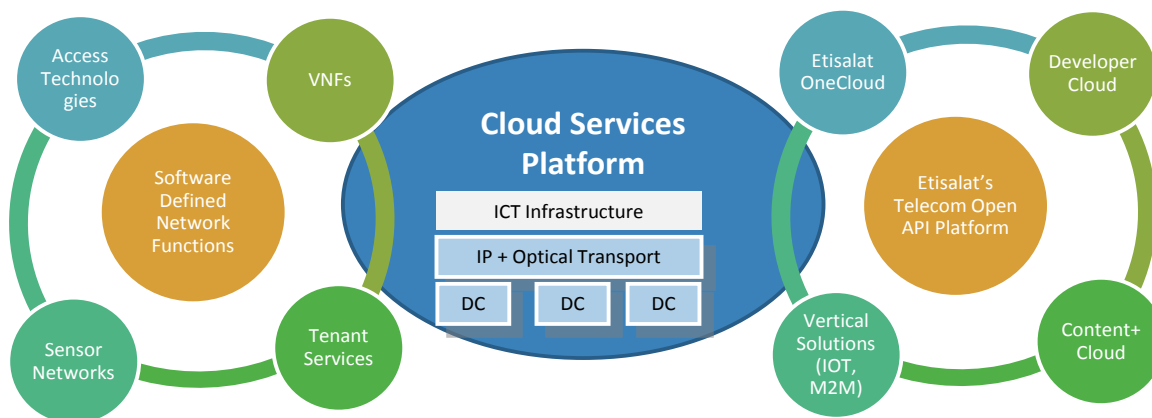 Access
Technolo
gies
VNFs
Software
Defined
Network
Functions
Sensor
Networks
Tenant
Services
Cloud Services
Platform
ICT Infrastructure
IP + Optical Transport
DC
DC
DC
Etisalat
OneCloud
Developer
Cloud
Etisalat’s
Telecom Open
API Platform
Vertical
Solutions
(IOT,
M2M)
Content+
Cloud